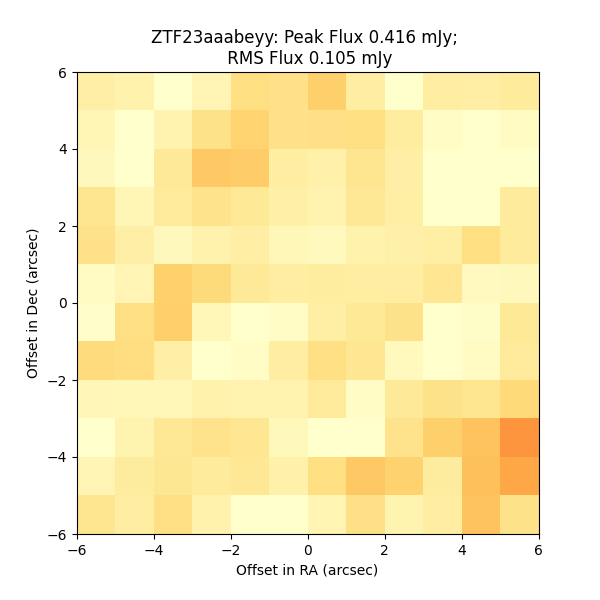 ZTF23aaabeyy: Peak Flux 0.416 mJy;
RMS Flux 0.105 mJy
6
4
2
0
−2
−4
−6
Offset in Dec (arcsec)
−6 −4 −2 0 2 4 6
Offset in RA (arcsec)